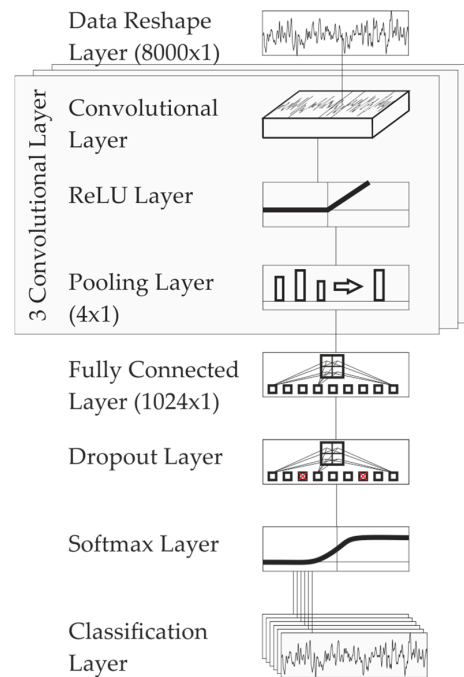 Data Reshape
Layer (8000x1)
3 Convolutional Layer
Convolutional
Layer
ReLU Layer
Pooling Layer
(4x1)
Fully Connected
Layer (1024x1)
Dropout Layer
Softmax Layer
Classification
Layer